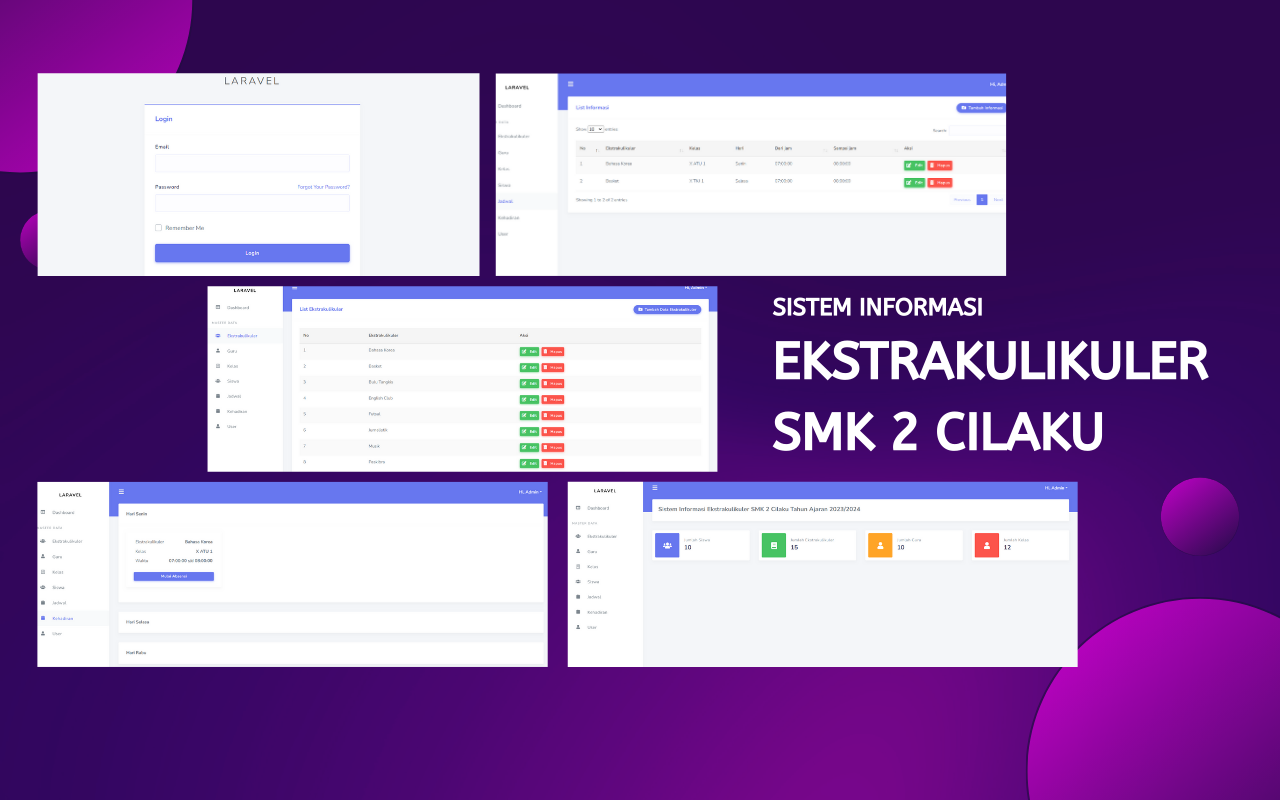 LARAVEL
Login
Email
Password Forgot Your Password?
Remember Me
Login
LARAVEL
Hi, Adm
Dashboard
List Informasi Tambah Informasi
Show 10 entries Search:
Ekstrakulikuler
Guru
Kelas
Siswa
Jadwal
Kehadiran
User
No Ekstrakulikuler Kelas Hari Dari jam Sampai jam Aksi
1 Bahasa Korea X ATU 1 Senin 07:00:00 Edit Hapus
2 Basket X TKJ 1 Selasa 07:00:00 Edit Hapus
Showing 1 to 2 of 2 entries Previous 1 Next
LARAVEL
Hi, Admin
Dashboard
MASTER DATA
Ekstrakulikuler
Guru
Kelas
Siswa
Jadwal
Kehadiran
User
List Ekstrakulikuler Tambah Data Ekstrakulikuler
No Ekstrakulikuler Aksi
1 Bahasa Korea Edit Hapus
2 Basket Edit Hapus
3 Bulu Tangkis Edit Hapus
4 English Club Edit Hapus
5 Futsal Edit Hapus
6 Jurnalistik Edit Hapus
7 Musik Edit Hapus
8 Paskibra Edit Hapus
SISTEM INFORMASI
EKSTRAKULIKULER
SMK 2 CILAKU
LARAVEL
Hi, Admin
Dashboard
MASTER DATA
Ekstrakulikuler
Guru
Kelas
Siswa
Jadwal
Kehadiran
User
Hari Senin
Ekstrakulikuler Bahasa Korea
Kelas X ATU 1
Waktu 07:00:00 s/d 09:00:00
Mulai Absensi
Hari Selasa
Hari Rabu
LARAVEL
Hi, Admin
Dashboard
MASTER DATA
Ekstrakulikuler
Guru
Kelas
Siswa
Jadwal
Kehadiran
User
Sistem Informasi Ekstrakulikuler SMK 2 Cilaku Tahun Ajaran 2023/2024
Jumlah Siswa
10
Jumlah Ekstrakulikuler
15
Jumlah Guru
10
Jumlah Kelas
12